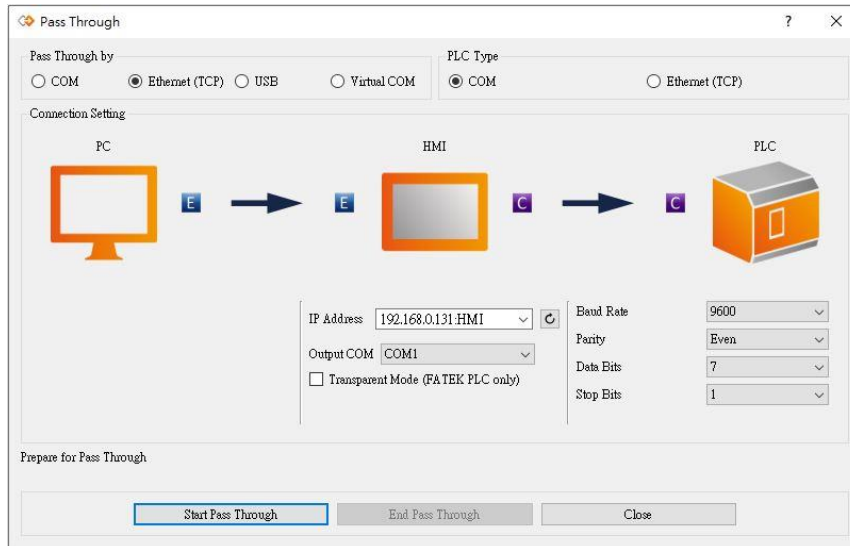 Pass Through
Pass Through by
PLC Type
COM
Ethernet (TCP)
USB
Virtual COM
COM
Ethernet (TCP)
Connection Setting
PC
HMI
PLC
E
E
C
C
IP Address
192.168.0.131:HMI
Output COM
COM1
Transparent Mode (FATEK PLC only)
Baud Rate
9600
Parity
Even
Data Bits
7
Stop Bits
1
Prepare for Pass Through
Start Pass Through
End Pass Through
Close